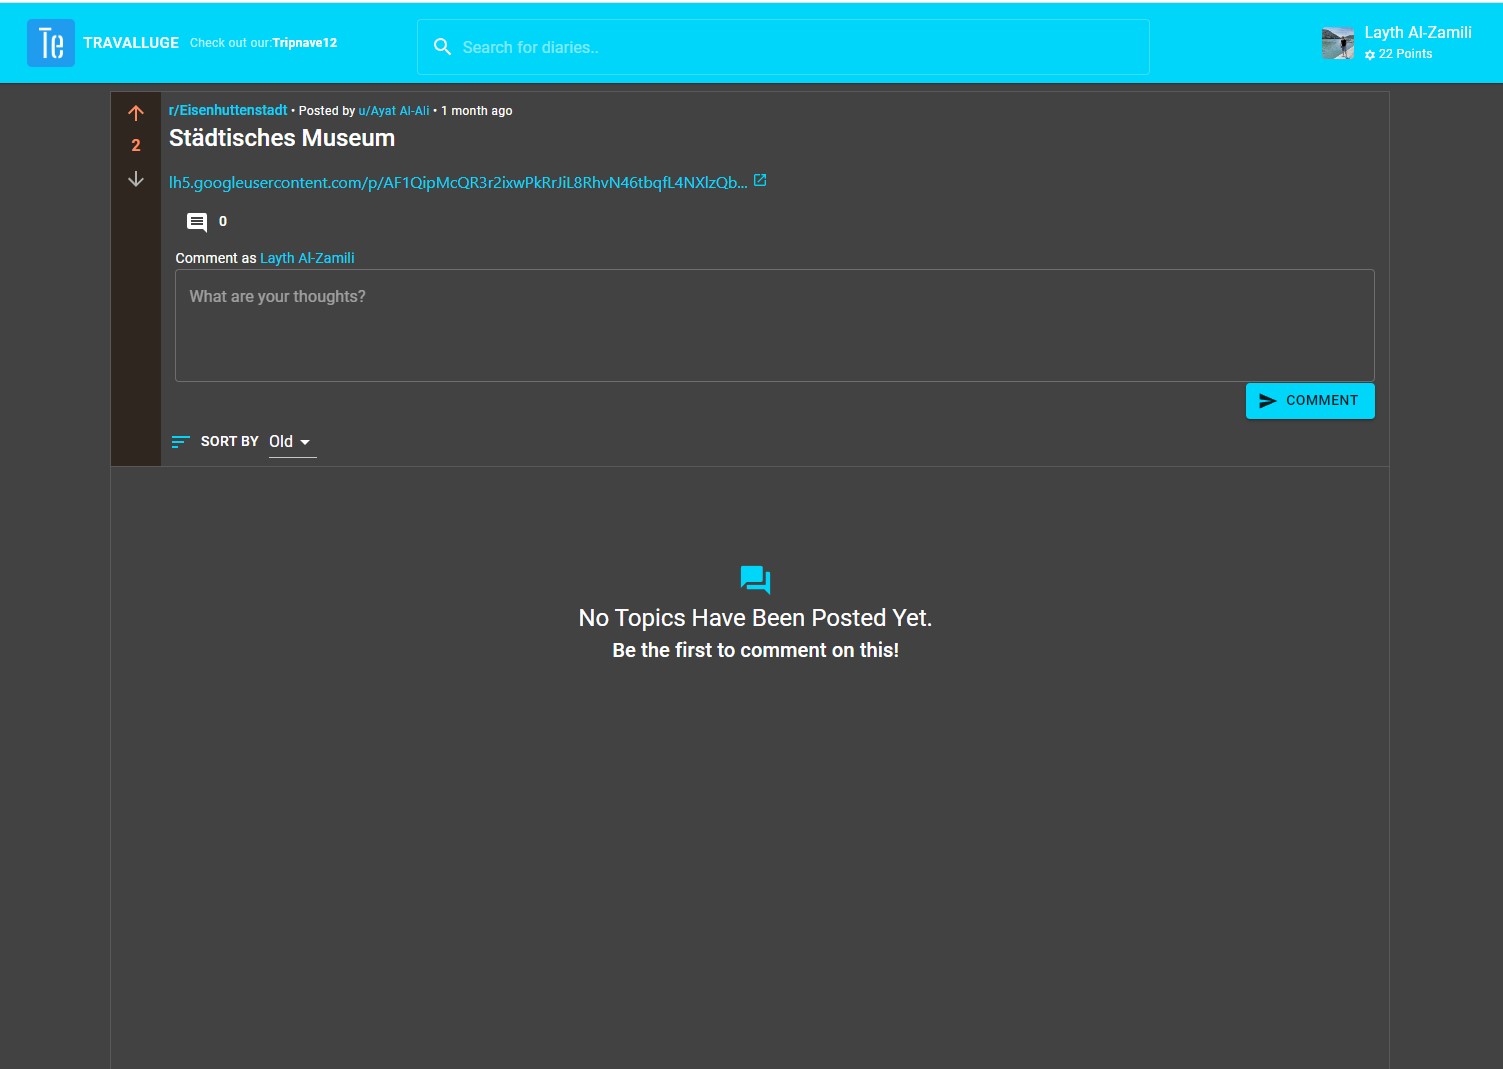 Te TRAVALLUGE Check out our:Tripnave12
Search for diaries..
Layth Al-Zamili
22 Points
r/Eisenhuttenstadt • Posted by u/Ayat Al-Ali • 1 month ago
2
Städtisches Museum
lh5.googleusercontent.com/p/AF1QipMcQR3r2ixwPkRrJiL8RhvN46tbqfL4NXlzQb...
0
Comment as Layth Al-Zamili
What are your thoughts?
COMMENT
SORT BY Old
No Topics Have Been Posted Yet.
Be the first to comment on this!